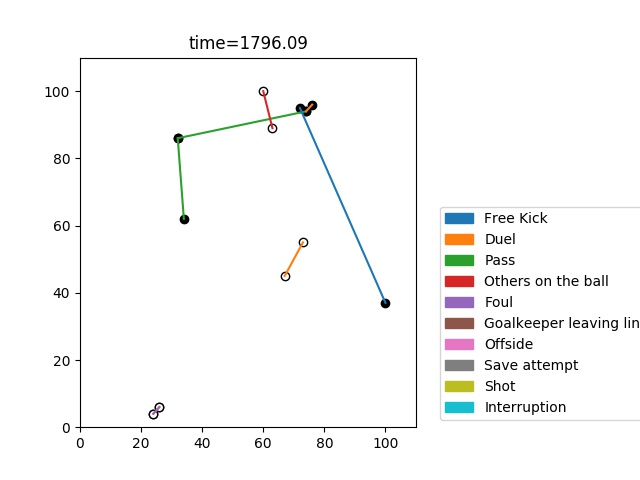 time=1796.09
100
80
60
40
20
0
0 20 40 60 80 100
Free Kick
Duel
Pass
Others on the ball
Foul
Goalkeeper leaving lin
Offside
Save attempt
Shot
Interruption